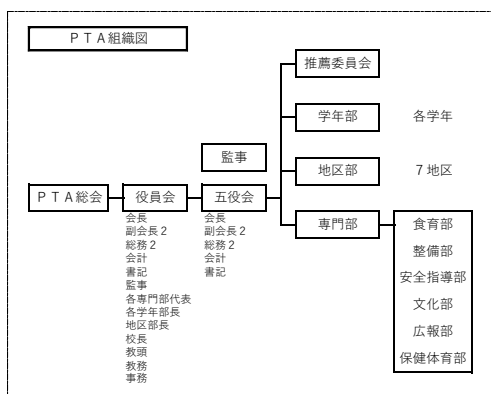 ＰＴＡ組織図
推薦委員会
学年部　各学年
監事
地区部　７地区
ＰＴＡ総会　役員会　五役会　専門部
会長
副会長２
総務２
会計
書記
監事
各専門部代表
各学年部長
地区部長
校長
教頭
教務
事務
会長
副会長２
総務２
会計
書記
食育部
整備部
安全指導部
文化部
広報部
保健体育部